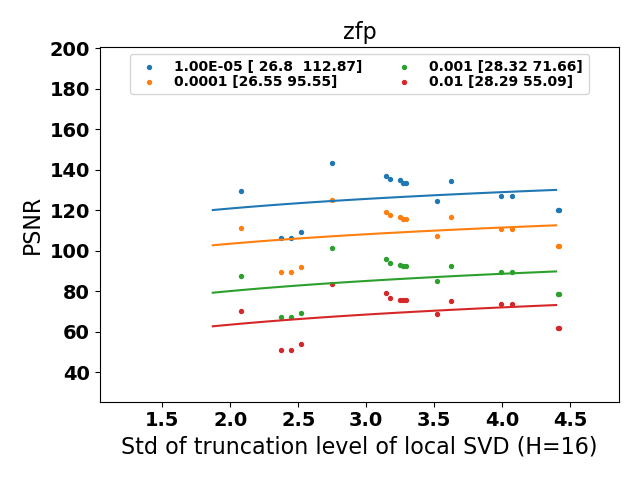 zfp
1.00E-05 [ 26.8  112.87]
0.0001 [26.55 95.55]
0.001 [28.32 71.66]
0.01 [28.29 55.09]
200
180
160
140
120
100
80
60
40
PSNR
1.5 2.0 2.5 3.0 3.5 4.0 4.5
Std of truncation level of local SVD (H=16)